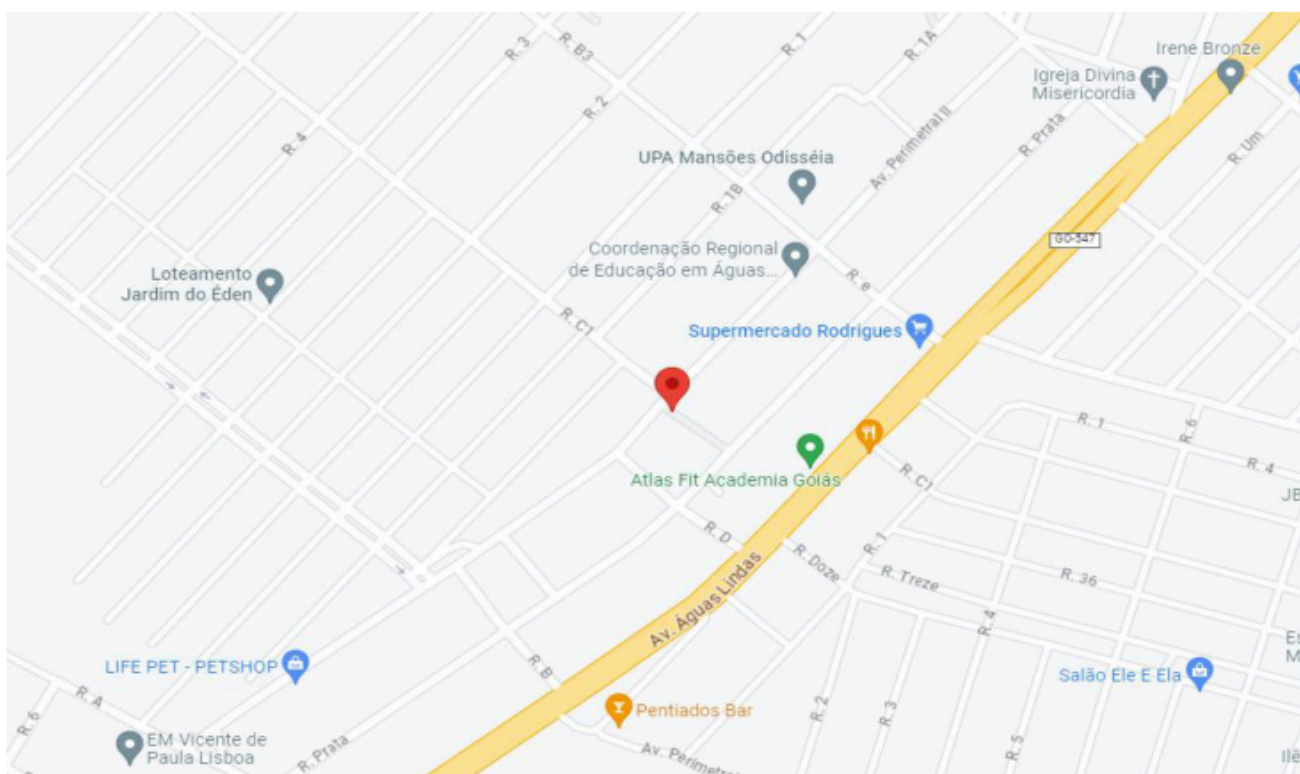 R. 3
R. B3
R. 1
R. 1A
Irene Bronze
Igreja Divina
Misericordia
R. 2
R. 4
Av. Perimetral II
R. Prata
R. Um
UPA Mansões Odisséia
R. 1B
GO-547
Coordenação Regional
de Educação em Águas...
R. e
Loteamento
Jardim do Éden
R. C1
Supermercado Rodrigues
R. 1
R. 6
R. 4
Atlas Fit Academia Goiás
R. C1
JB
R. D
R. Doze
R. 1
R. Treze
R. 36
Av. Águas Lindas
R. 4
Es
M
LIFE PET - PETSHOP
R. B
Salão Ele E Ela
R. A
R. 6
Pentiados Bar
R. 2
R. 3
R. 5
EM Vicente de
Paula Lisboa
R. Prata
Av. Perimetral
Ilê